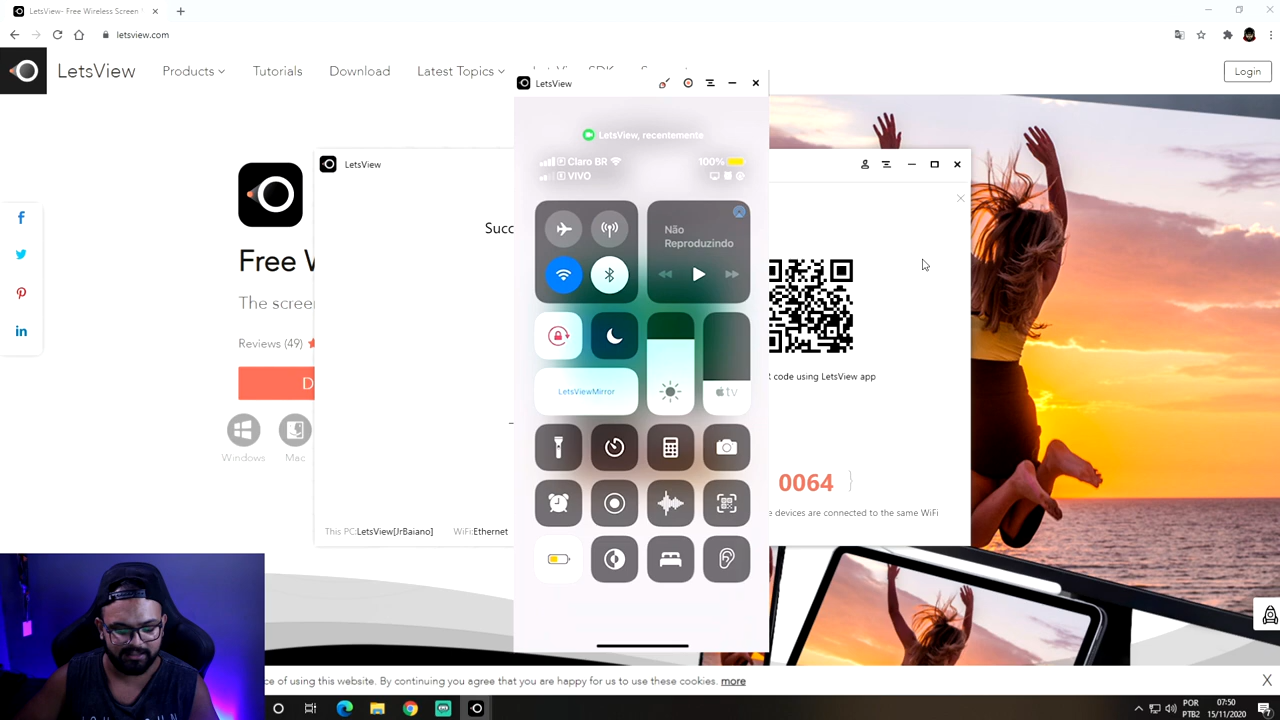 LetsView- Free Wireless Screen
letsview.com
LetsView
Products
Tutorials
Download
Latest Topics
Login
LetsView
LetsView
Succ
Free W
The scree
Reviews (49)
D
Windows
Mac
LetsView, recentemente
Claro BR
100%
VIVO
Não
Reproduzindo
LetsViewMirror
tv
code using LetsView app
0064
e devices are connected to the same WiFi
This PC:LetsView[JrBaiano]
WiFi:Ethernet
ce of using this website. By continuing you agree that you are happy for us to use these cookies. more
X
POR
PTB2
07:50
15/11/2020